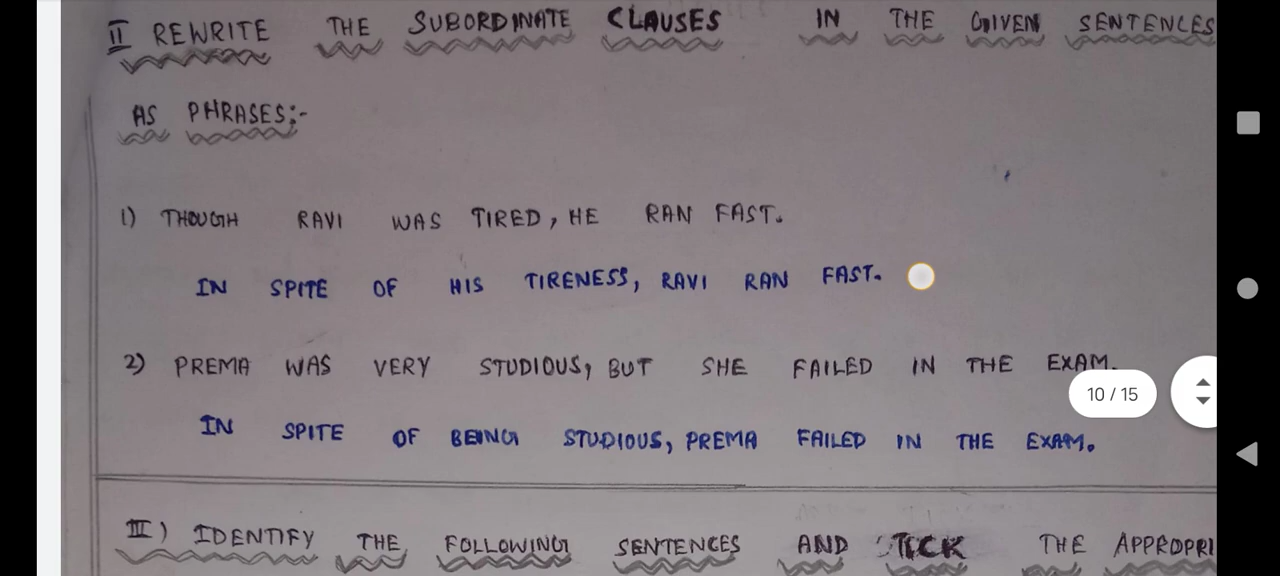 II REWRITE THE SUBORDINATE CLAUSES IN THE GIVEN SENTENCES
AS PHRASES:-
1) THOUGH RAVI WAS TIRED, HE RAN FAST.
IN SPITE OF HIS TIRENESS, RAVI RAN FAST.
2) PREMA WAS VERY STUDIOUS, BUT SHE FAILED IN THE EXAM.
10 / 15
IN SPITE OF BEING STUDIOUS, PREMA FAILED IN THE EXAM.
III) IDENTIFY THE FOLLOWING SENTENCES AND TICK THE APPROPRI